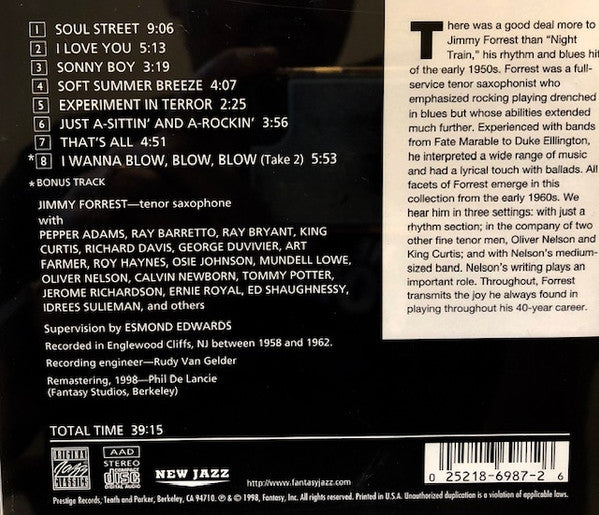 1 SOUL STREET 9:06
2 I LOVE YOU 5:13
3 SONNY BOY 3:19
4 SOFT SUMMER BREEZE 4:07
5 EXPERIMENT IN TERROR 2:25
6 JUST A-SITTIN' AND A-ROCKIN' 3:56
7 THAT'S ALL 4:51
*8 I WANNA BLOW, BLOW, BLOW (Take 2) 5:53
*BONUS TRACK
JIMMY FORREST—tenor saxophone
with
PEPPER ADAMS, RAY BARRETTO, RAY BRYANT, KING
CURTIS, RICHARD DAVIS, GEORGE DUVIVIER, ART
FARMER, ROY HAYNES, OSIE JOHNSON, MUNDELL LOWE,
OLIVER NELSON, CALVIN NEWBORN, TOMMY POTTER,
JEROME RICHARDSON, ERNIE ROYAL, ED SHAUGHNESSY,
IDREES SULIEMAN, and others
Supervision by ESMOND EDWARDS
Recorded in Englewood Cliffs, NJ between 1958 and 1962.
Recording engineer—Rudy Van Gelder
Remastering, 1998—Phil De Lancie
(Fantasy Studios, Berkeley)
TOTAL TIME 39:15
There was a good deal more to
Jimmy Forrest than "Night
Train," his rhythm and blues hit
of the early 1950s. Forrest was a full-
service tenor saxophonist who
emphasized rocking playing drenched
in blues but whose abilities extended
much further. Experienced with bands
from Fate Marable to Duke Ellington,
he interpreted a wide range of music
and had a lyrical touch with ballads. All
facets of Forrest emerge in this
collection from the early 1960s. We
hear him in three settings: with just a
rhythm section; in the company of two
other fine tenor men, Oliver Nelson and
King Curtis; and with Nelson's medium-
sized band. Nelson's writing plays an
important role. Throughout, Forrest
transmits the joy he always found in
playing throughout his 40-year career.
ORIGINAL
Jazz
CLASSICS
AAD
STEREO
COMPACT
disc
DIGITAL AUDIO
NEW JAZZ
http://www.fantasyjazz.com
0 25218-6987-2 6
Prestige Records, Tenth and Parker, Berkeley, CA 94710. ℗ & © 1998, Fantasy, Inc. All rights reserved. Printed in U.S.A. Unauthorized duplication is a violation of applicable laws.